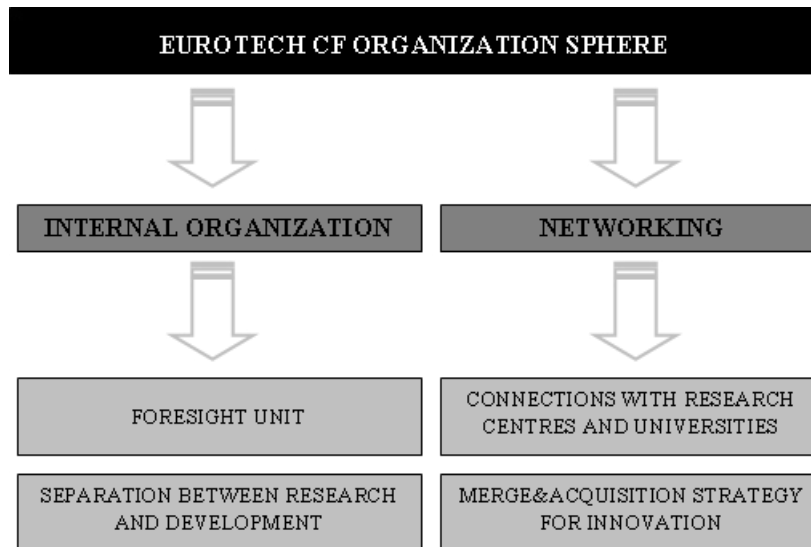 EUROTECH CF ORGANIZATION SPHERE
INTERNAL ORGANIZATION
NETWORKING
FORESIGHT UNIT
CONNECTIONS WITH RESEARCH
CENTRES AND UNIVERSITIES
SEPARATION BETWEEN RESEARCH
AND DEVELOPMENT
MERGE&ACQUISITION STRATEGY
FOR INNOVATION